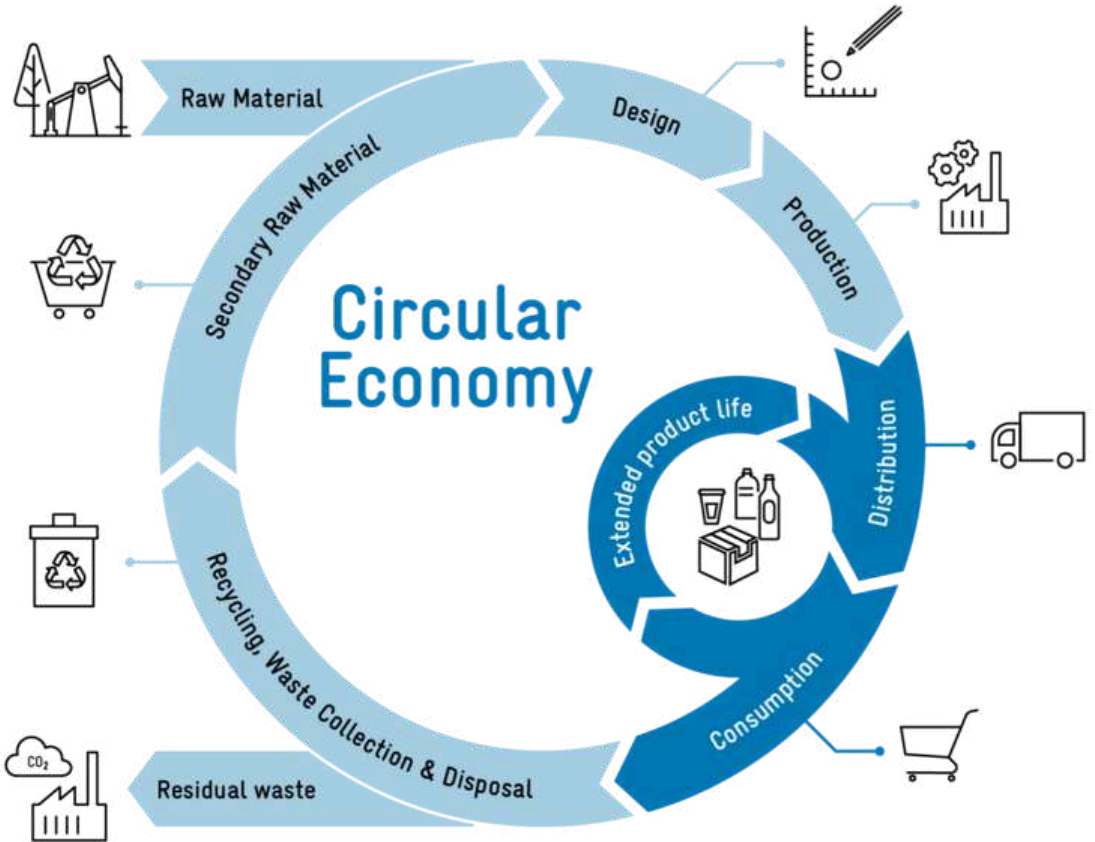 Raw Material
Design
Production
Secondary Raw Material
Circular
Economy
Extended product life
Distribution
Consumption
Recycling, Waste Collection & Disposal
Residual waste
CO₂